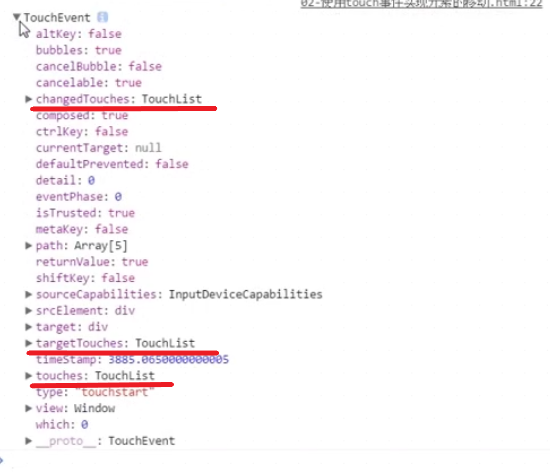 02-使用touch事件实现元素的移动.html:22
▼TouchEvent i
altKey: false
bubbles: true
cancelBubble: false
cancelable: true
▶changedTouches: TouchList
composed: true
ctrlKey: false
currentTarget: null
defaultPrevented: false
detail: 0
eventPhase: 0
isTrusted: true
metaKey: false
▶path: Array[5]
returnValue: true
shiftKey: false
▶sourceCapabilities: InputDeviceCapabilities
▶srcElement: div
▶target: div
▶targetTouches: TouchList
timeStamp: 3885.0650000000005
▶touches: TouchList
type: "touchstart"
▶view: Window
which: 0
▶__proto__: TouchEvent